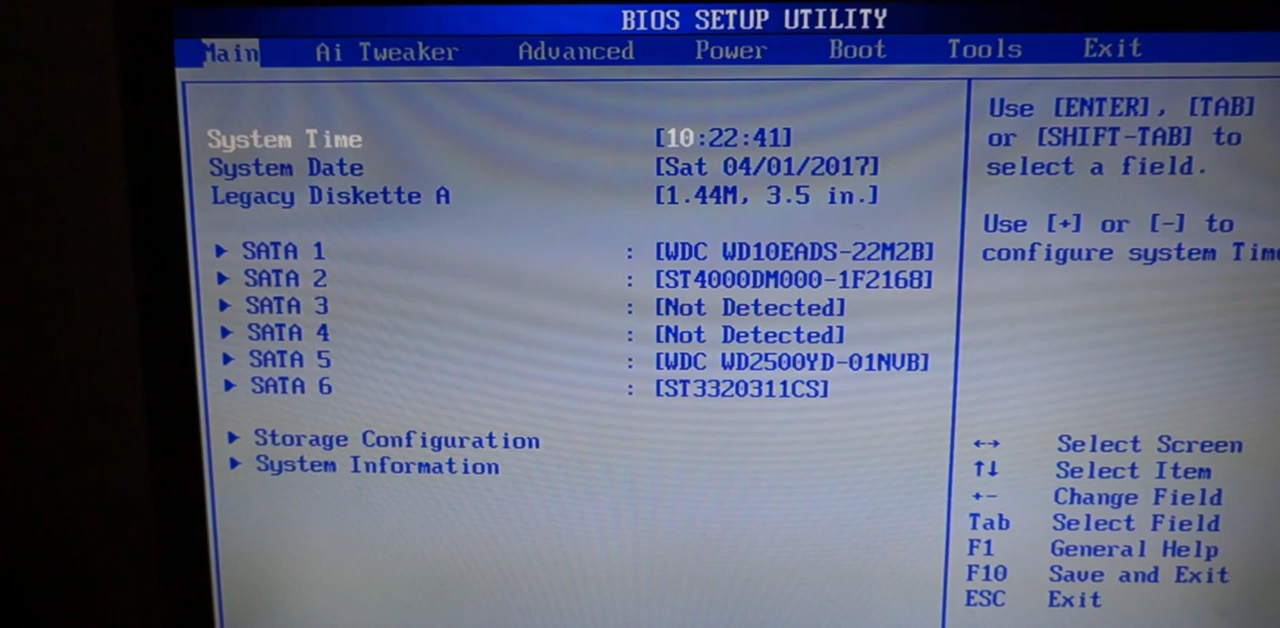 BIOS SETUP UTILITY
Main Ai Tweaker Advanced Power Boot Tools Exit
System Time [10:22:41]
System Date [Sat 04/01/2017]
Legacy Diskette A [1.44M, 3.5 in.]
SATA 1 : [WDC WD10EADS-22M2B]
SATA 2 : [ST4000DM000-1F2168]
SATA 3 : [Not Detected]
SATA 4 : [Not Detected]
SATA 5 : [WDC WD2500YD-01NVB]
SATA 6 : [ST3320311CS]
Storage Configuration
System Information
Use [ENTER], [TAB]
or [SHIFT-TAB] to
select a field.
Use [+] or [-] to
configure system Time
↔ Select Screen
↑↓ Select Item
+- Change Field
Tab Select Field
F1 General Help
F10 Save and Exit
ESC Exit